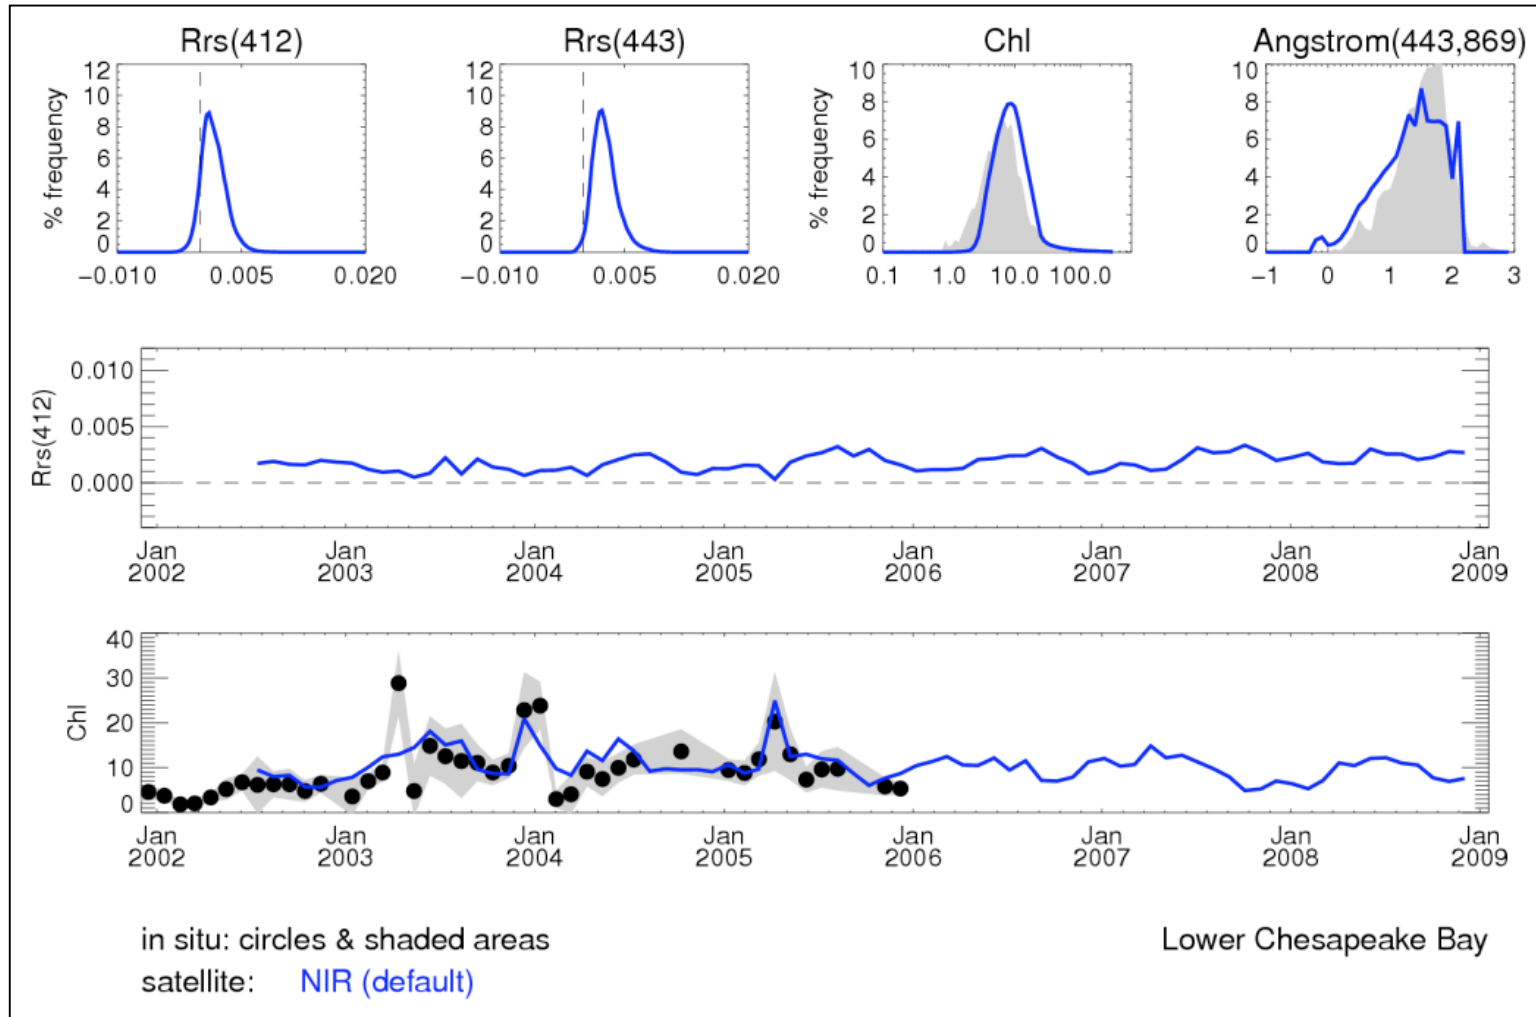 Rrs(412) Rrs(443) Chl Angstrom(443,869)
% frequency
12
10
8
6
4
2
0
−0.010 0.005 0.020
12
10
8
6
4
2
0
% frequency
−0.010 0.005 0.020
% frequency
10
8
6
4
2
0
0.1 1.0 10.0 100.0
10
8
6
4
2
0
−1 0 1 2 3
Rrs(412)
0.010
0.005
0.000
Jan Jan Jan Jan Jan Jan Jan Jan
2002 2003 2004 2005 2006 2007 2008 2009
Chl
40
30
20
10
0
Jan Jan Jan Jan Jan Jan Jan Jan
2002 2003 2004 2005 2006 2007 2008 2009
in situ: circles & shaded areas Lower Chesapeake Bay
satellite: NIR (default)